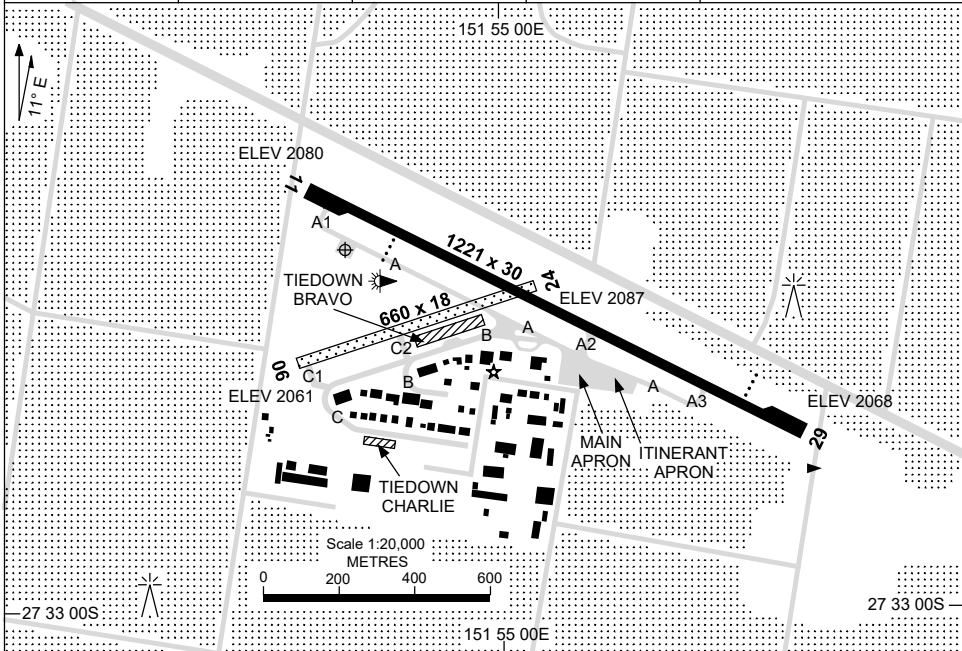 151 55 00E
11° E
ELEV 2080
11
A1
A
1221 x 30
24
TIEDOWN
BRAVO
660 x 18
ELEV 2087
A
B
A2
C2
06
C1
B
ELEV 2061
A
A3
ELEV 2068
C
29
MAIN
APRON
ITINERANT
APRON
TIEDOWN
CHARLIE
Scale 1:20,000
METRES
0 200 400 600
27 33 00S
27 33 00S
151 55 00E